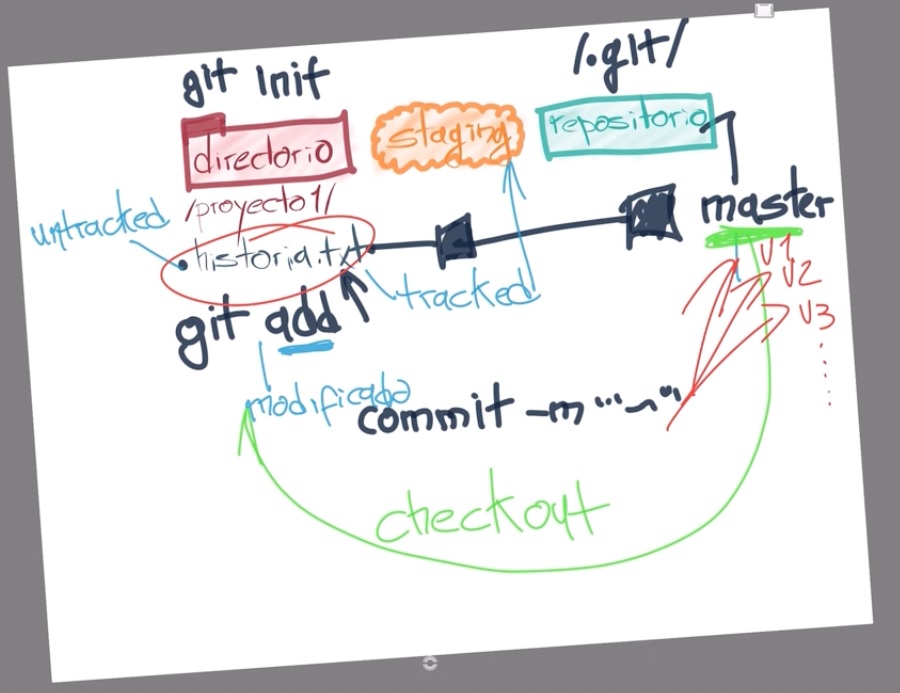 git init
/.git/
directorio
staging
repositorio
/proyecto1/
untracked
master
historia.txt
V1
V2
V3
tracked
git add
modificado
commit -m "~"
checkout